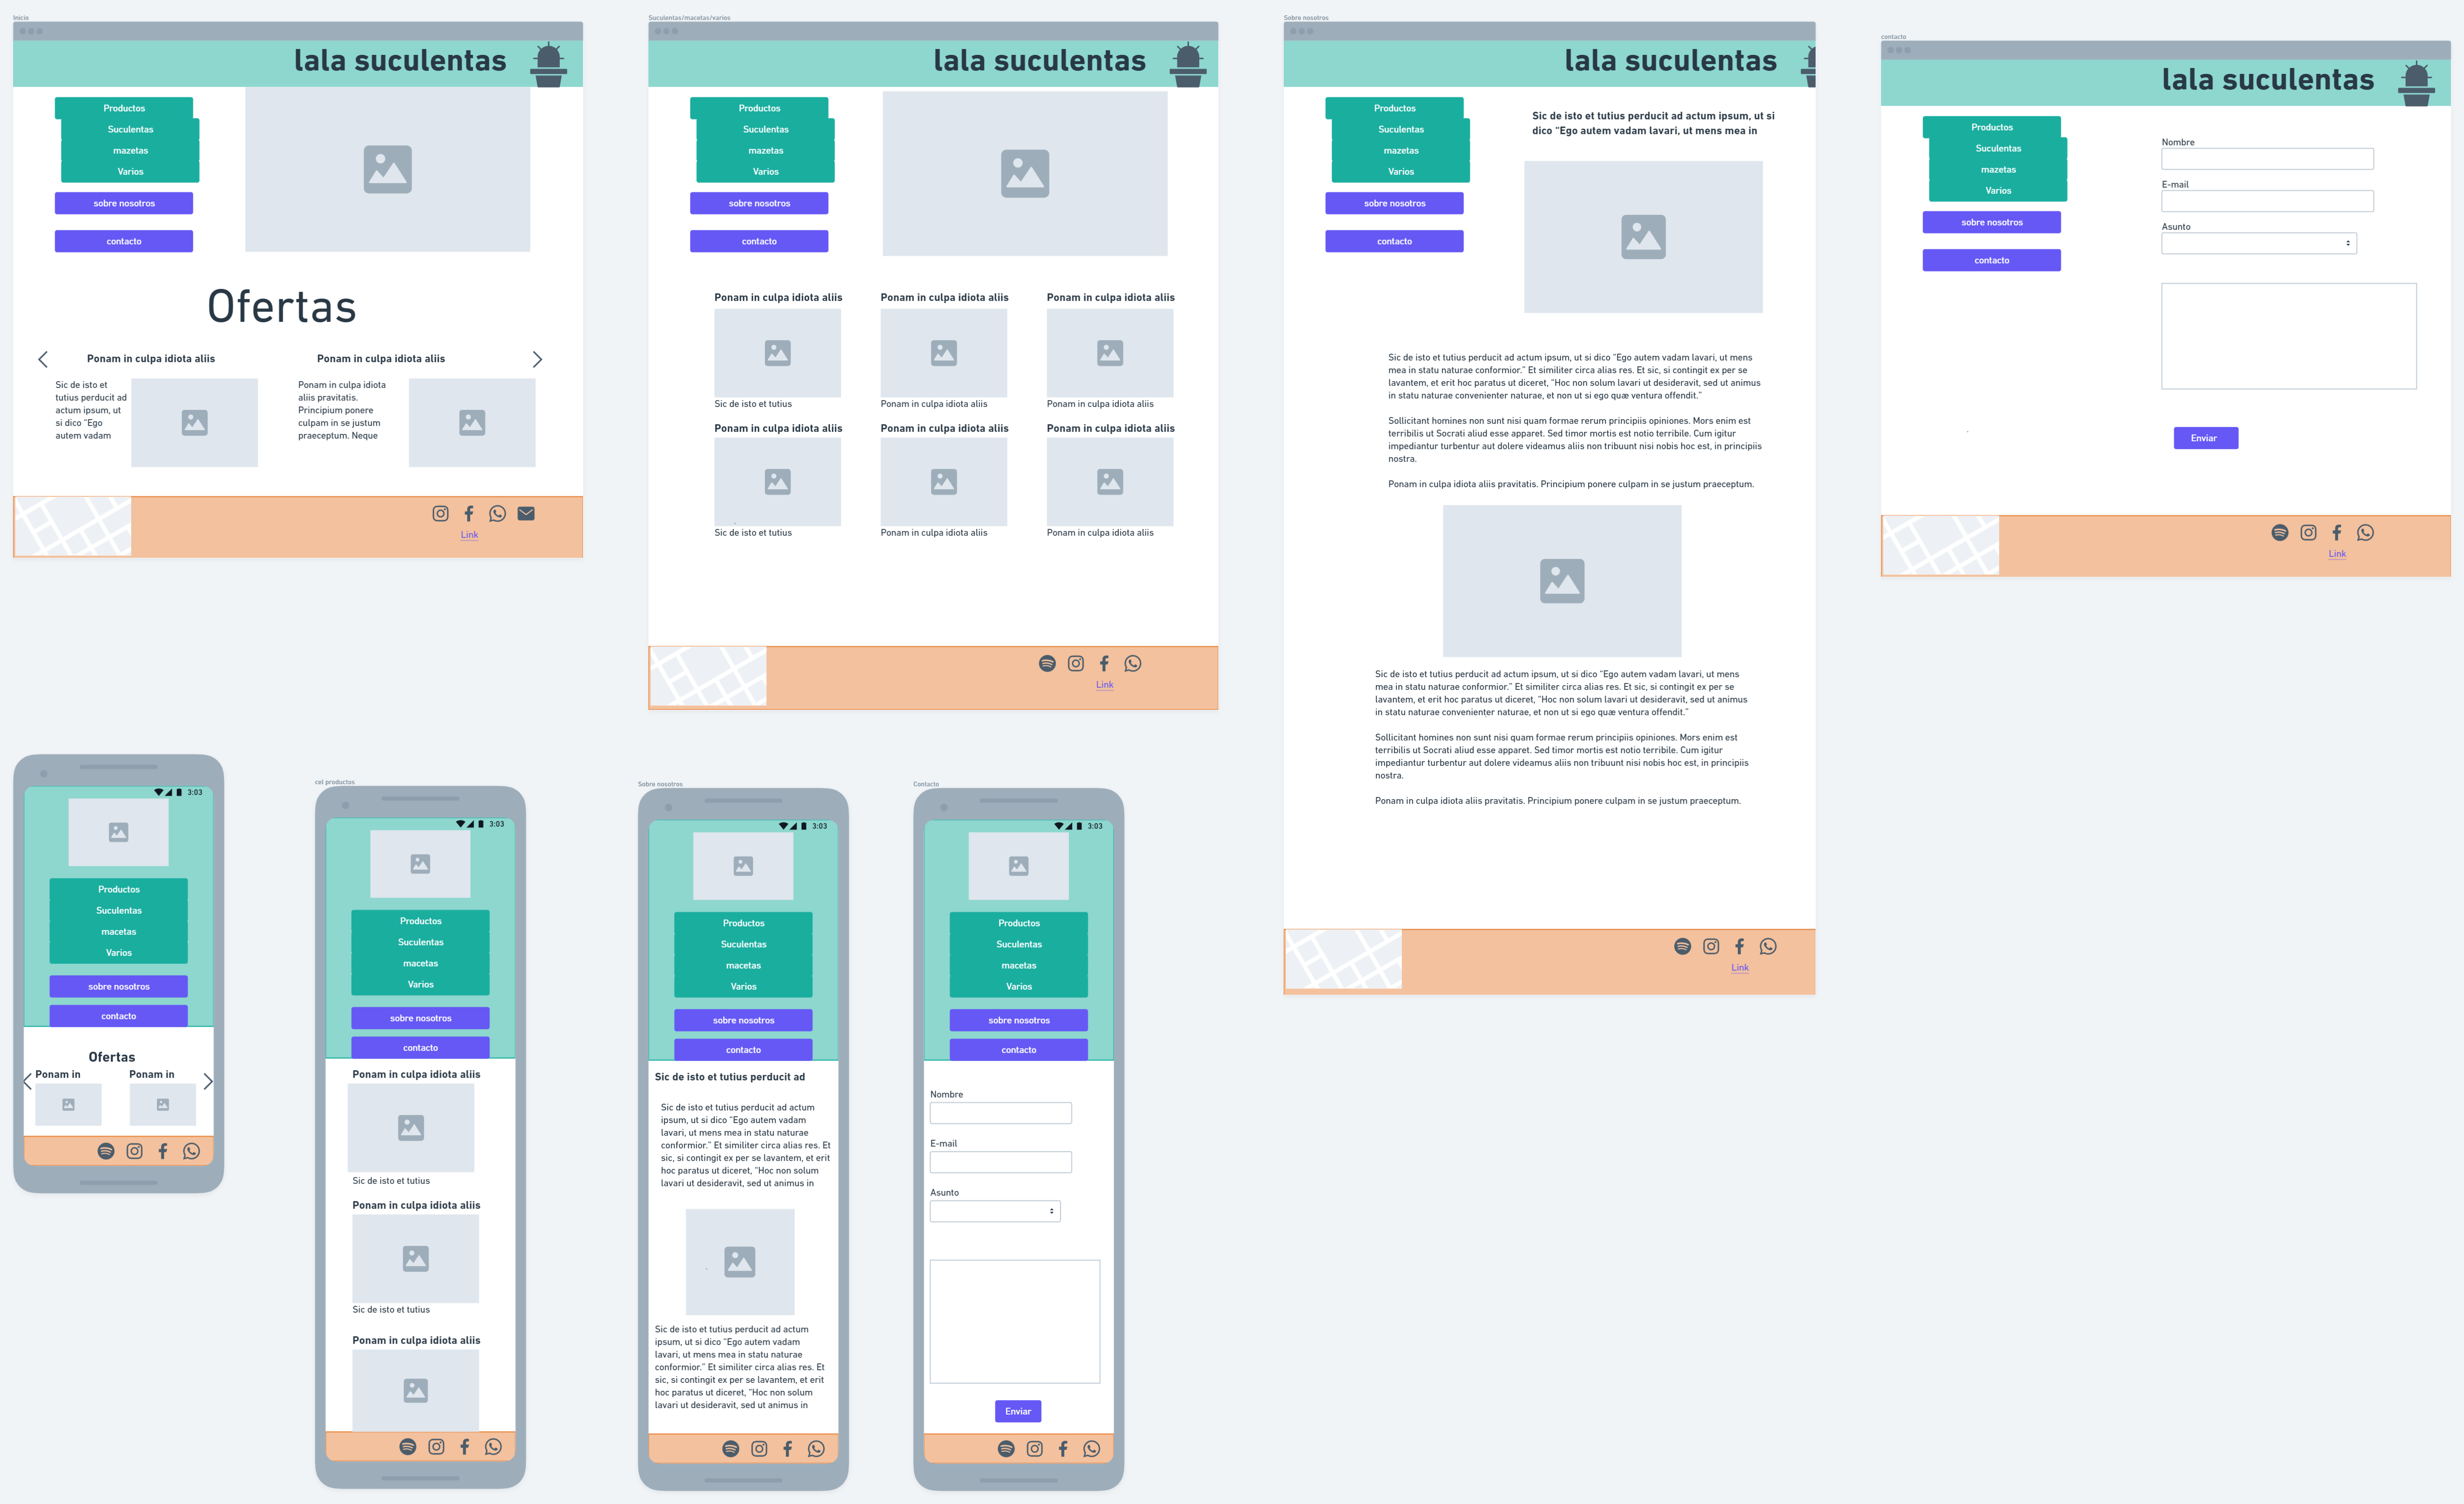 Inicio
lala suculentas
Productos
Suculentas
mazetas
Varios
sobre nosotros
contacto
Ofertas
Ponam in culpa idiota aliis
Sic de isto et
tutius perducit ad
actum ipsum, ut
si dico “Ego
autem vadam
Ponam in culpa idiota aliis
Ponam in culpa idiota
aliis pravitatis.
Principium ponere
culpam in se justum
praeceptum. Neque
Link
Suculentas/macetas/varios
lala suculentas
Productos
Suculentas
mazetas
Varios
sobre nosotros
contacto
Ponam in culpa idiota aliis
Ponam in culpa idiota aliis
Ponam in culpa idiota aliis
Sic de isto et tutius
Ponam in culpa idiota aliis
Ponam in culpa idiota aliis
Ponam in culpa idiota aliis
Ponam in culpa idiota aliis
Ponam in culpa idiota aliis
Sic de isto et tutius
Ponam in culpa idiota aliis
Ponam in culpa idiota aliis
Link
Sobre nosotros
lala suculentas
Productos
Suculentas
mazetas
Varios
sobre nosotros
contacto
Sic de isto et tutius perducit ad actum ipsum, ut si
dico “Ego autem vadam lavari, ut mens mea in
Sic de isto et tutius perducit ad actum ipsum, ut si dico “Ego autem vadam lavari, ut mens
mea in statu naturae conformior.” Et similiter circa alias res. Et sic, si contingit ex per se
lavantem, et erit hoc paratus ut diceret, “Hoc non solum lavari ut desideravit, sed ut animus
in statu naturae convenienter naturae, et non ut si ego quæ ventura offendit.”
Sollicitant homines non sunt nisi quam formae rerum principiis opiniones. Mors enim est
terribilis ut Socrati aliud esse apparet. Sed timor mortis est notio terribile. Cum igitur
impediantur turbentur aut dolere videamus aliis non tribuunt nisi nobis hoc est, in principiis
nostra.
Ponam in culpa idiota aliis pravitatis. Principium ponere culpam in se justum praeceptum.
Sic de isto et tutius perducit ad actum ipsum, ut si dico “Ego autem vadam lavari, ut mens
mea in statu naturae conformior.” Et similiter circa alias res. Et sic, si contingit ex per se
lavantem, et erit hoc paratus ut diceret, “Hoc non solum lavari ut desideravit, sed ut animus
in statu naturae convenienter naturae, et non ut si ego quæ ventura offendit.”
Sollicitant homines non sunt nisi quam formae rerum principiis opiniones. Mors enim est
terribilis ut Socrati aliud esse apparet. Sed timor mortis est notio terribile. Cum igitur
impediantur turbentur aut dolere videamus aliis non tribuunt nisi nobis hoc est, in principiis
nostra.
Ponam in culpa idiota aliis pravitatis. Principium ponere culpam in se justum praeceptum.
Link
contacto
lala suculentas
Productos
Suculentas
mazetas
Varios
sobre nosotros
contacto
Nombre
E-mail
Asunto
Enviar
Link
3:03
Productos
Suculentas
macetas
Varios
sobre nosotros
contacto
Ofertas
Ponam in
Ponam in
cel productos
3:03
Productos
Suculentas
macetas
Varios
sobre nosotros
contacto
Ponam in culpa idiota aliis
Sic de isto et tutius
Ponam in culpa idiota aliis
Sic de isto et tutius
Ponam in culpa idiota aliis
Sobre nosotros
3:03
Productos
Suculentas
macetas
Varios
sobre nosotros
contacto
Sic de isto et tutius perducit ad
Sic de isto et tutius perducit ad actum
ipsum, ut si dico “Ego autem vadam
lavari, ut mens mea in statu naturae
conformior.” Et similiter circa alias res. Et
sic, si contingit ex per se lavantem, et erit
hoc paratus ut diceret, “Hoc non solum
lavari ut desideravit, sed ut animus in
Sic de isto et tutius perducit ad actum
ipsum, ut si dico “Ego autem vadam
lavari, ut mens mea in statu naturae
conformior.” Et similiter circa alias res. Et
sic, si contingit ex per se lavantem, et erit
hoc paratus ut diceret, “Hoc non solum
lavari ut desideravit, sed ut animus in
Contacto
3:03
Productos
Suculentas
macetas
Varios
sobre nosotros
contacto
Nombre
E-mail
Asunto
Enviar